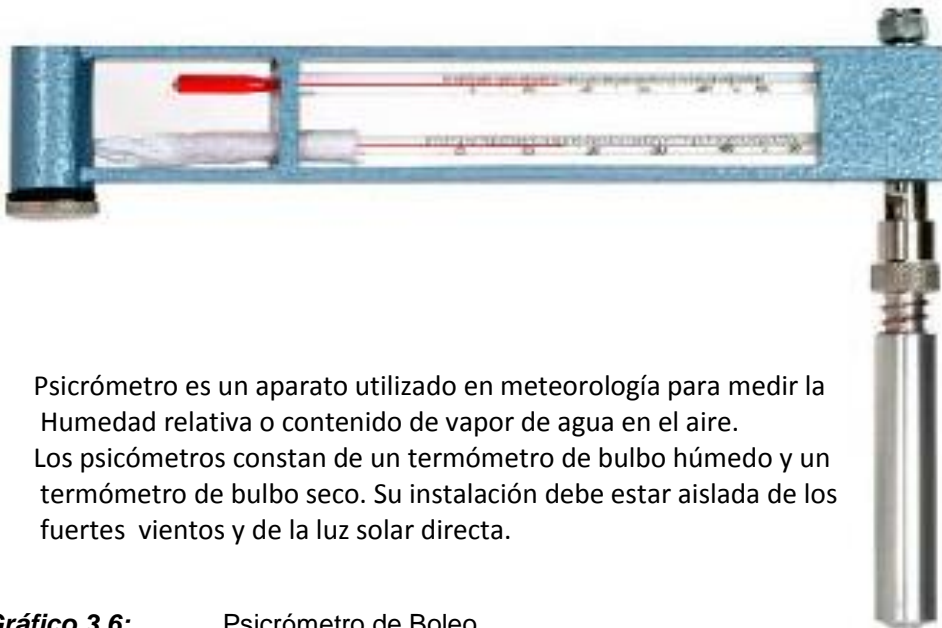 Psicrómetro es un aparato utilizado en meteorología para medir la
Humedad relativa o contenido de vapor de agua en el aire.
Los psicómetros constan de un termómetro de bulbo húmedo y un
termómetro de bulbo seco. Su instalación debe estar aislada de los
fuertes vientos y de la luz solar directa.
Gráfico 3.6: Psicrómetro de Boleo